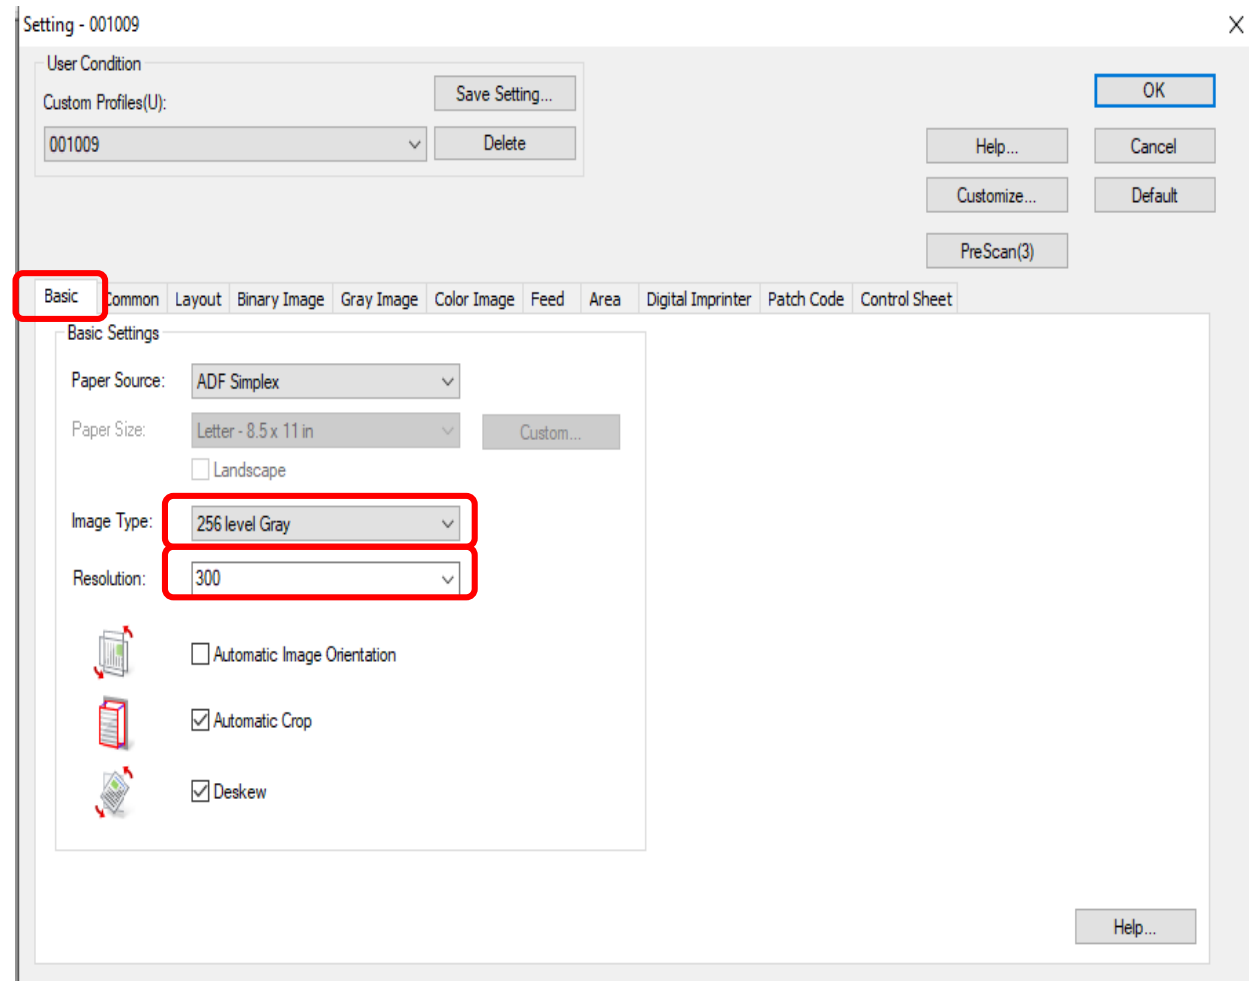 Setting - 001009
User Condition
Custom Profiles(U):
Save Setting...
001009
Delete
OK
Help...
Cancel
Customize...
Default
PreScan(3)
Basic Common Layout Binary Image Gray Image Color Image Feed Area Digital Imprinter Patch Code Control Sheet
Basic Settings
Paper Source: ADF Simplex
Paper Size: Letter - 8.5 x 11 in Custom...
Landscape
Image Type: 256 level Gray
Resolution: 300
Automatic Image Orientation
Automatic Crop
Deskew
Help...